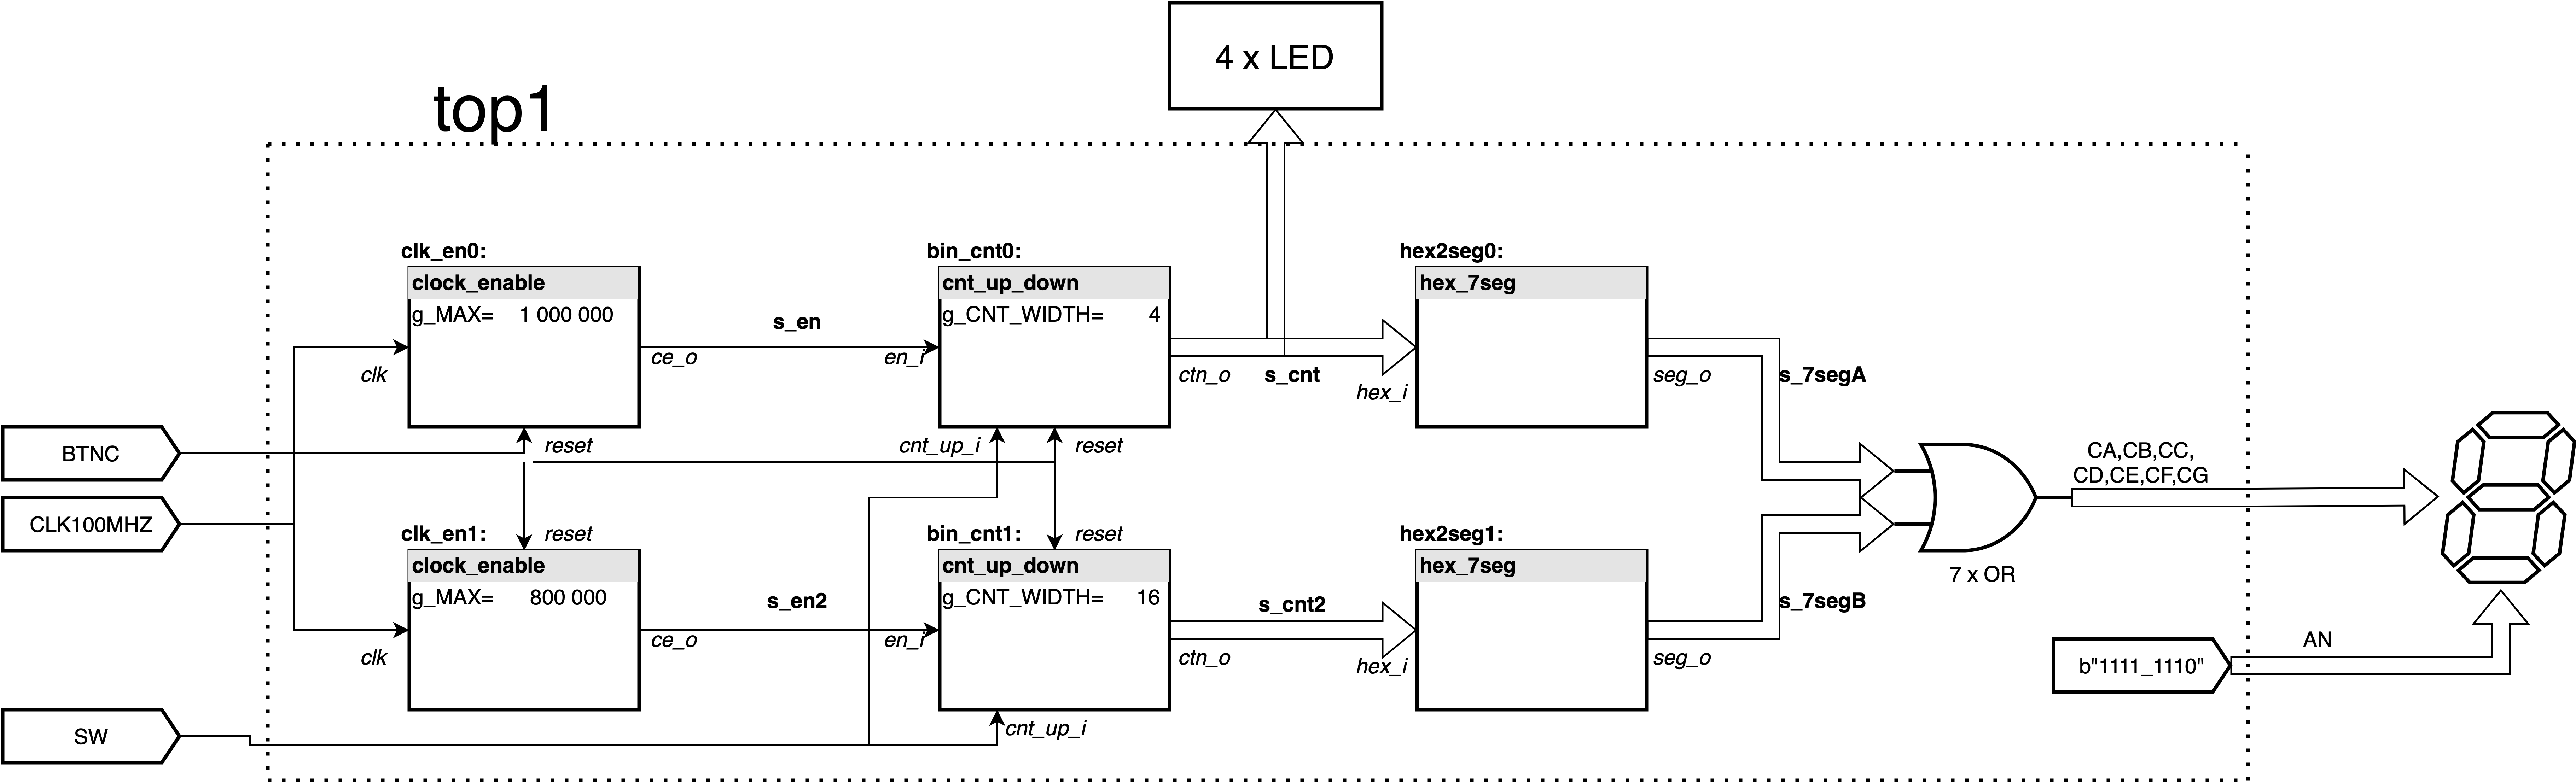 4 x LED
top1
clk_en0:
clock_enable
g_MAX= 1 000 000
clk
ce_o
reset
s_en
bin_cnt0:
cnt_up_down
g_CNT_WIDTH= 4
en_i
ctn_o
cnt_up_i
reset
s_cnt
hex2seg0:
hex_7seg
hex_i
seg_o
s_7segA
BTNC
CLK100MHZ
SW
clk_en1:
reset
clock_enable
g_MAX= 800 000
clk
ce_o
s_en2
bin_cnt1:
reset
cnt_up_down
g_CNT_WIDTH= 16
en_i
ctn_o
cnt_up_i
s_cnt2
hex2seg1:
hex_7seg
hex_i
seg_o
s_7segB
7 x OR
CA,CB,CC,
CD,CE,CF,CG
b"1111_1110"
AN